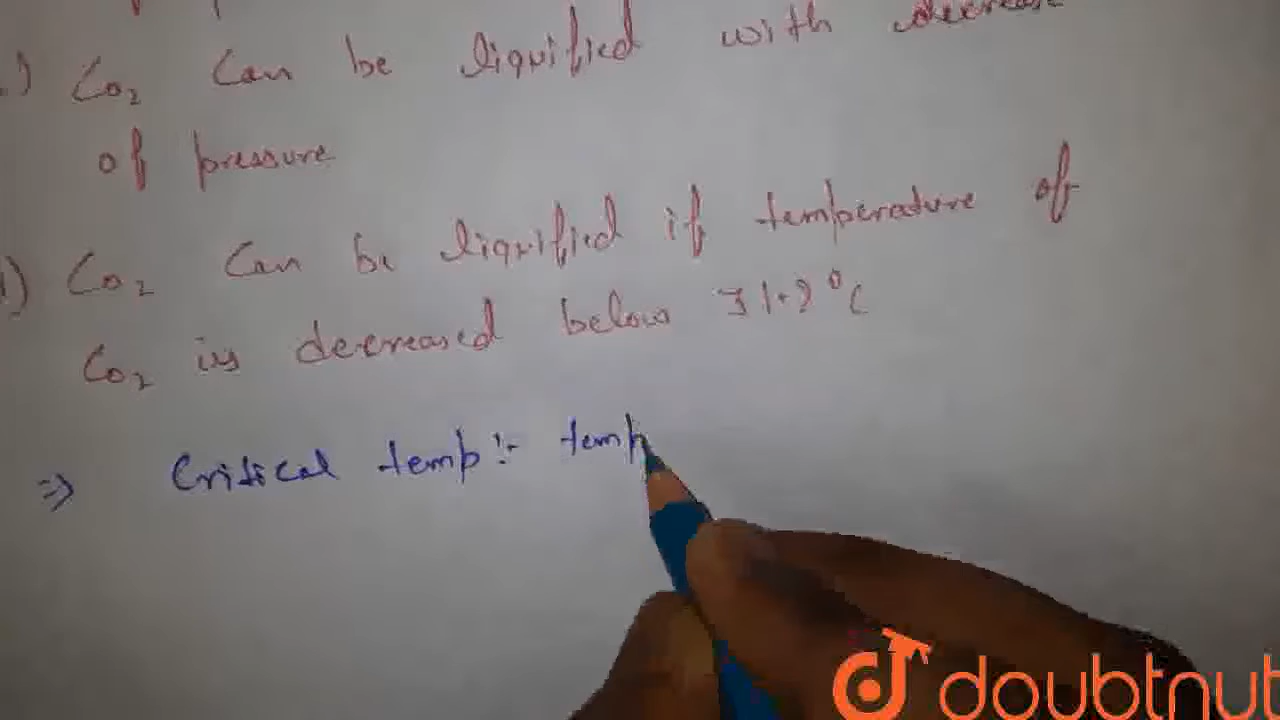 .) Co2 Can be liquified with decrease
of pressure
) Co2 Can be liquified if temperature of
Co2 is decreased below 31.2°C
⇒ Critical temp:- temp
doubtnut